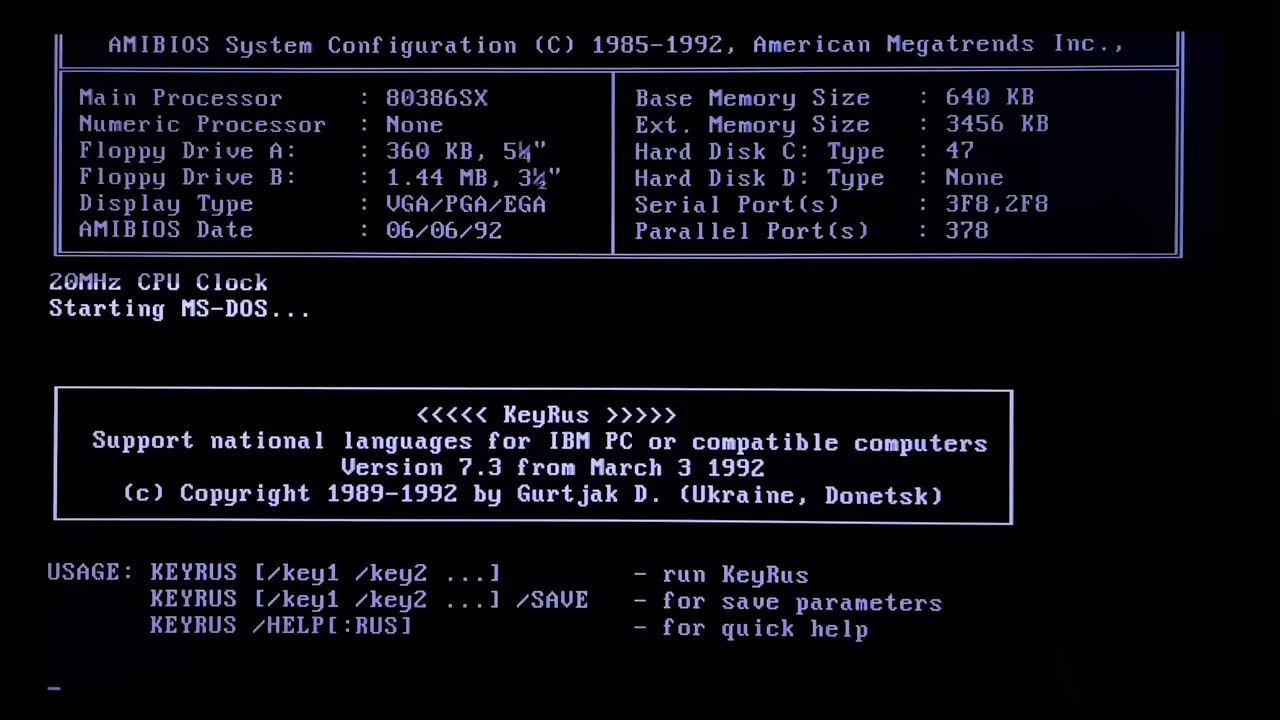 AMIBIOS System Configuration (C) 1985-1992, American Megatrends Inc.,
Main Processor : 80386SX
Numeric Processor : None
Floppy Drive A: : 360 KB, 5¼"
Floppy Drive B: : 1.44 MB, 3½"
Display Type : VGA/PGA/EGA
AMIBIOS Date : 06/06/92
Base Memory Size : 640 KB
Ext. Memory Size : 3456 KB
Hard Disk C: Type : 47
Hard Disk D: Type : None
Serial Port(s) : 3F8,2F8
Parallel Port(s) : 378
20MHz CPU Clock
Starting MS-DOS...
<<<<< KeyRus >>>>>
Support national languages for IBM PC or compatible computers
Version 7.3 from March 3 1992
(c) Copyright 1989-1992 by Gurtjak D. (Ukraine, Donetsk)
USAGE: KEYRUS [/key1 /key2 ...] - run KeyRus
KEYRUS [/key1 /key2 ...] /SAVE - for save parameters
KEYRUS /HELP[:RUS] - for quick help